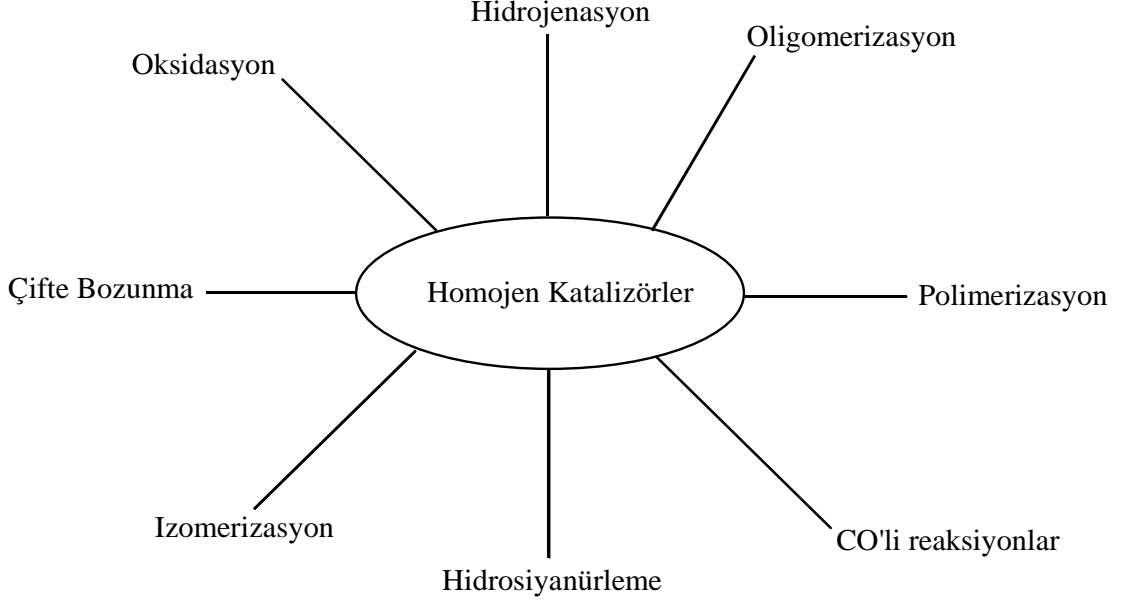 Hidrojenasyon
Oligomerizasyon
Oksidasyon
Çifte Bozunma
Homojen Katalizörler
Polimerizasyon
Izomerizasyon
CO'li reaksiyonlar
Hidrosiyanürleme